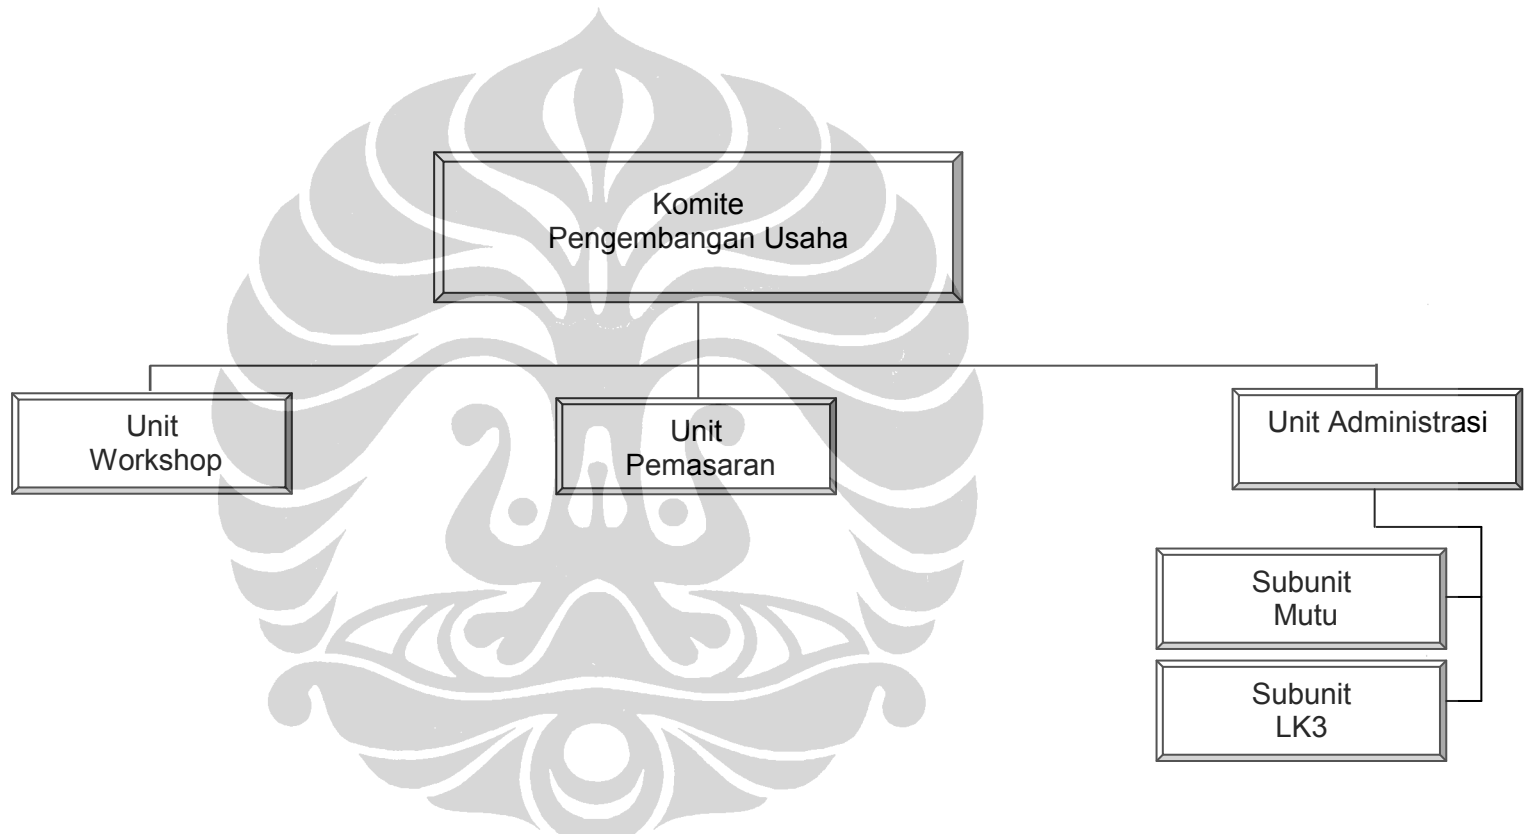 Komite
Pengembangan Usaha
Unit
Workshop
Unit
Pemasaran
Unit Administrasi
Subunit
Mutu
Subunit
LK3